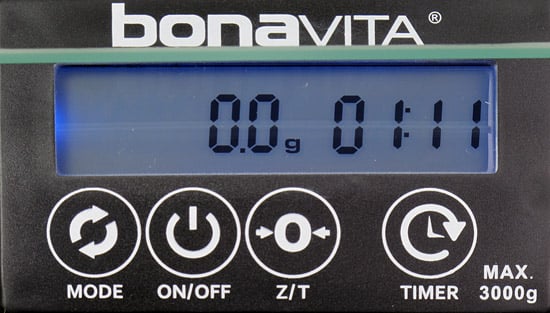 bonaVITA®
0.0g 01:11
MODE ON/OFF Z/T TIMER MAX.
3000g